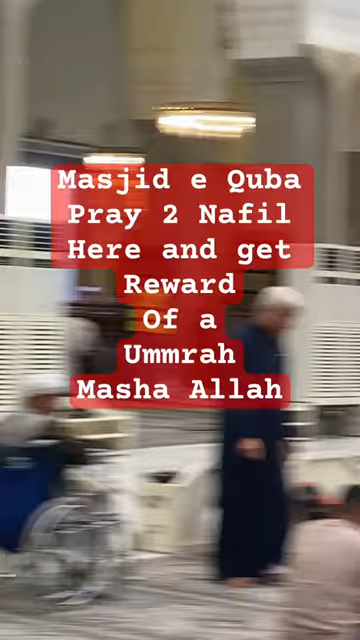 Masjid e Quba
Pray 2 Nafil
Here and get
Reward
Of a
Ummrah
Masha Allah